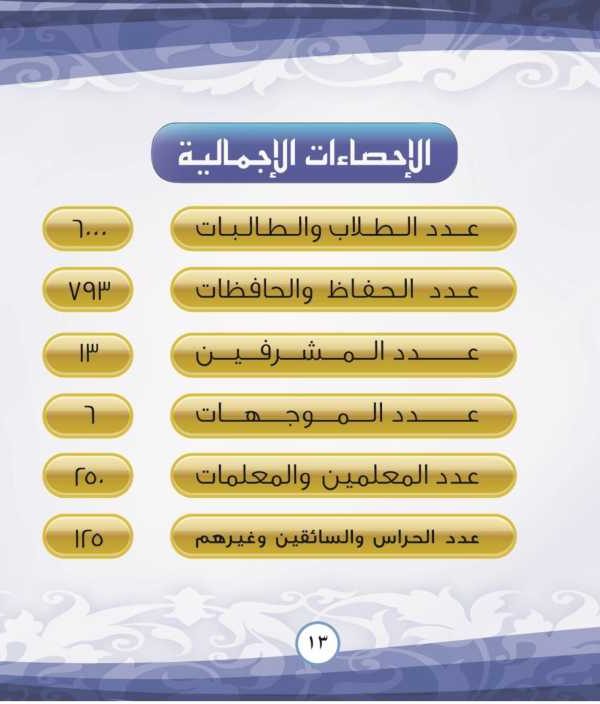 الإحصاءات الإجمالية
عدد الطلاب والطالبات ٦٠٠٠
عدد الحفاظ والحافظات ٧٩٣
عدد المشرفين ١٣
عدد الموجهات ٦
عدد المعلمين والمعلمات ٢٥٠
عدد الحراس والسائقين وغيرهم ١٢٥
١٣